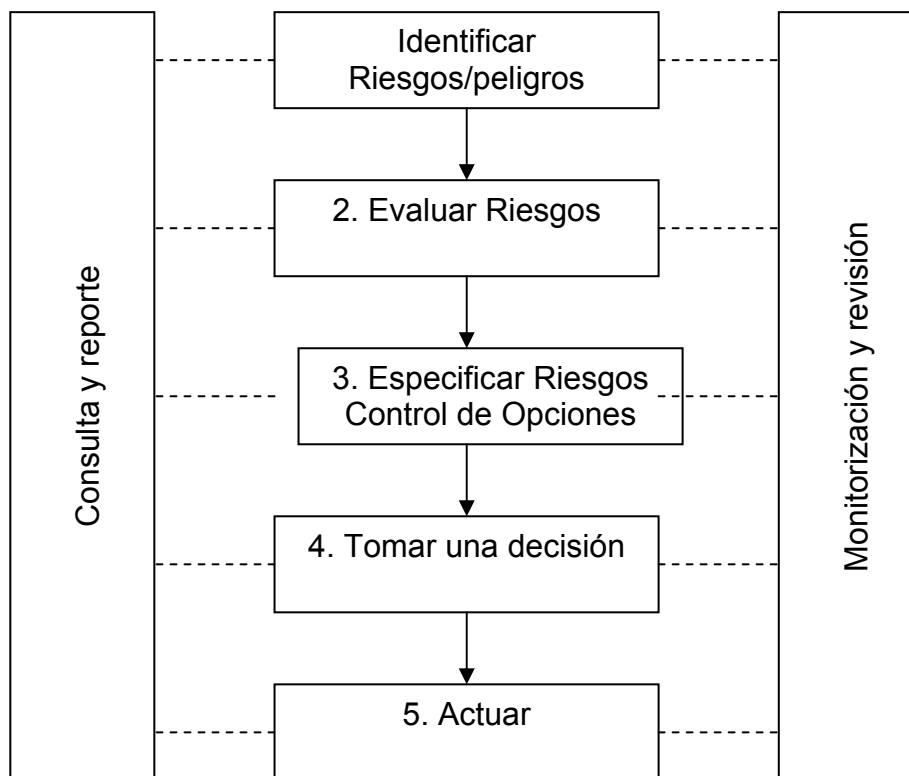 Consulta y reporte
Identificar
Riesgos/peligros
2. Evaluar Riesgos
3. Especificar Riesgos
Control de Opciones
4. Tomar una decisión
5. Actuar
Monitorización y revisión